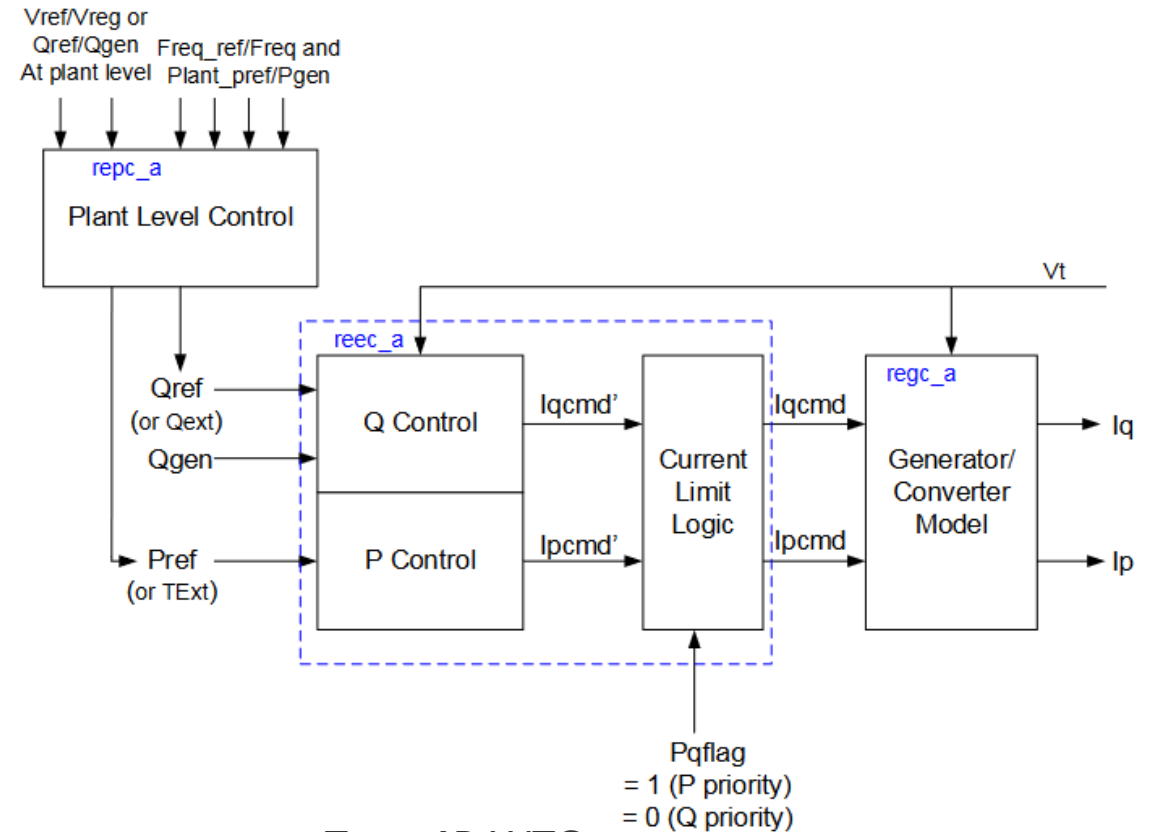 Vref/Vreg or
Qref/Qgen
At plant level
Freq_ref/Freq and
Plant_pref/Pgen
repc_a
Plant Level Control
Vt
reec_a
regc_a
Qref
(or Qext)
Qgen
Pref
(or TExt)
Q Control
P Control
Iqcmd’
Ipcmd’
Current
Limit
Logic
Iqcmd
Ipcmd
Generator/
Converter
Model
Iq
Ip
Pqflag
= 1 (P priority)
= 0 (Q priority)